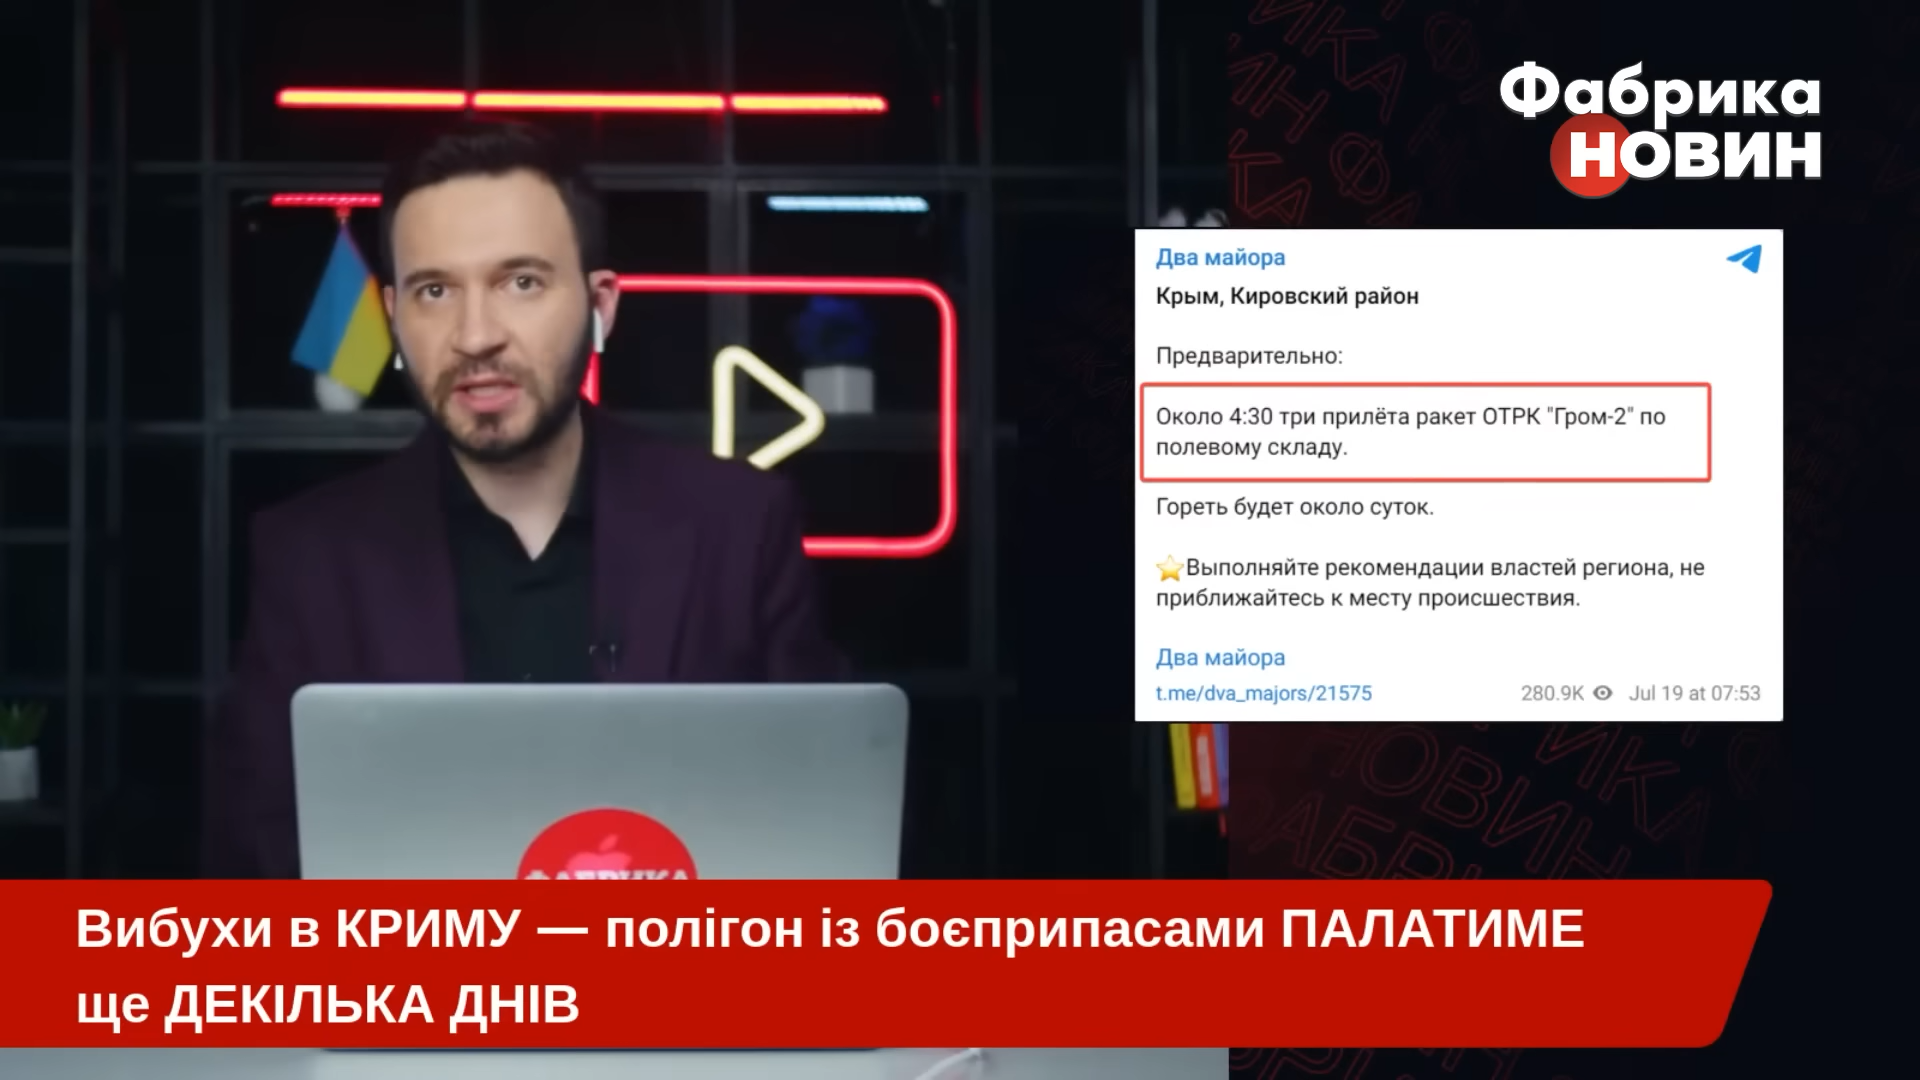 Фабрика
НОВИН
Два майора
Крым, Кировский район
Предварительно:
Около 4:30 три прилёта ракет ОТРК "Гром-2" по
полевому складу.
Гореть будет около суток.
⭐Выполняйте рекомендации властей региона, не
приближайтесь к месту происшествия.
Два майора
t.me/dva_majors/21575
280.9K Jul 19 at 07:53
ФАБРИКА
Вибухи в КРИМУ — полігон із боєприпасами ПАЛАТИМЕ
ще ДЕКІЛЬКА ДНІВ